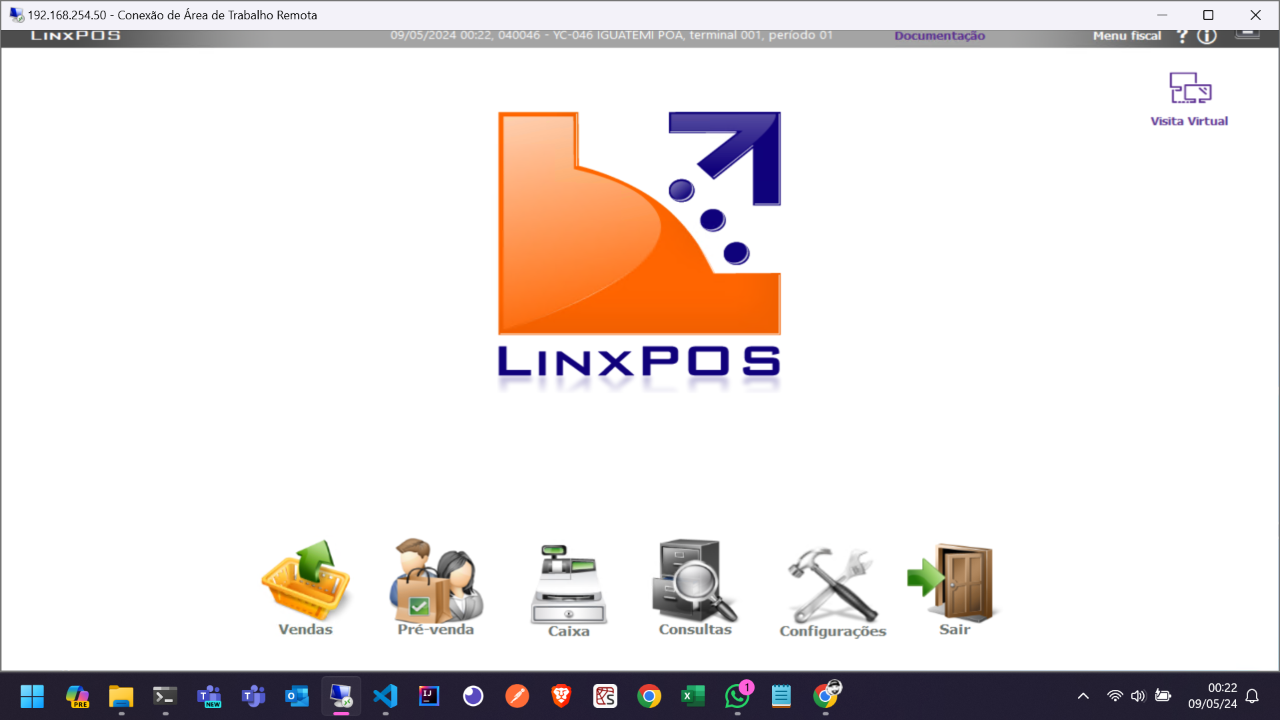 192.168.254.50 - Conexão de Área de Trabalho Remota
LINXPOS 09/05/2024 00:22, 040046 - YC-046 IGUATEMI POA, terminal 001, período 01 Documentação Menu fiscal ?
Visita Virtual
LINXPOS
Vendas Pré-venda Caixa Consultas Configurações Sair
PRE
NEW
1
00:22
09/05/24